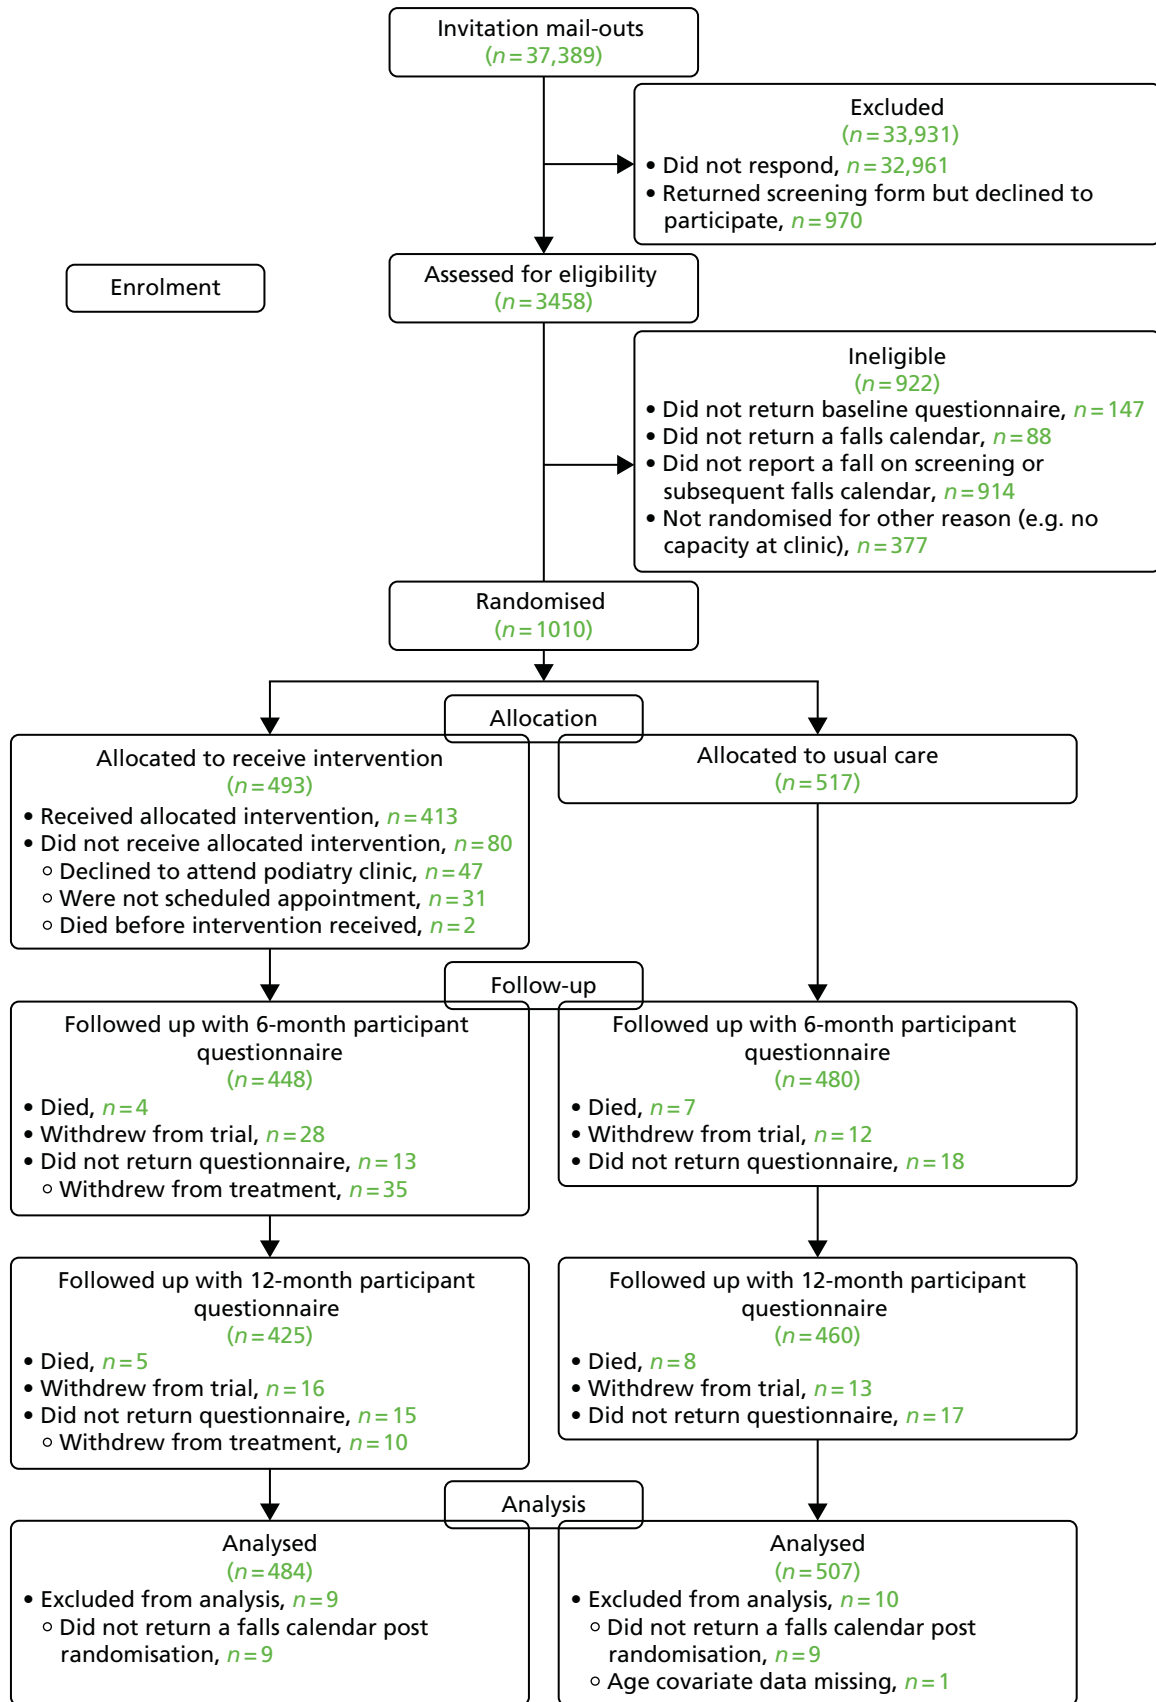 Invitation mail-outs
(n = 37,389)
Excluded
(n = 33,931)
• Did not respond, n = 32,961
• Returned screening form but declined to
participate, n = 970
Enrolment
Assessed for eligibility
(n = 3458)
Ineligible
(n = 922)
• Did not return baseline questionnaire, n = 147
• Did not return a falls calendar, n = 88
• Did not report a fall on screening or
subsequent falls calendar, n = 914
• Not randomised for other reason (e.g. no
capacity at clinic), n = 377
Randomised
(n = 1010)
Allocation
Allocated to receive intervention
(n = 493)
• Received allocated intervention, n = 413
• Did not receive allocated intervention, n = 80
○ Declined to attend podiatry clinic, n = 47
○ Were not scheduled appointment, n = 31
○ Died before intervention received, n = 2
Allocated to usual care
(n = 517)
Follow-up
Followed up with 6-month participant
questionnaire
(n = 448)
• Died, n = 4
• Withdrew from trial, n = 28
• Did not return questionnaire, n = 13
○ Withdrew from treatment, n = 35
Followed up with 6-month participant
questionnaire
(n = 480)
• Died, n = 7
• Withdrew from trial, n = 12
• Did not return questionnaire, n = 18
Followed up with 12-month participant
questionnaire
(n = 425)
• Died, n = 5
• Withdrew from trial, n = 16
• Did not return questionnaire, n = 15
○ Withdrew from treatment, n = 10
Followed up with 12-month participant
questionnaire
(n = 460)
• Died, n = 8
• Withdrew from trial, n = 13
• Did not return questionnaire, n = 17
Analysis
Analysed
(n = 484)
• Excluded from analysis, n = 9
○ Did not return a falls calendar post
randomisation, n = 9
Analysed
(n = 507)
• Excluded from analysis, n = 10
○ Did not return a falls calendar post
randomisation, n = 9
○ Age covariate data missing, n = 1